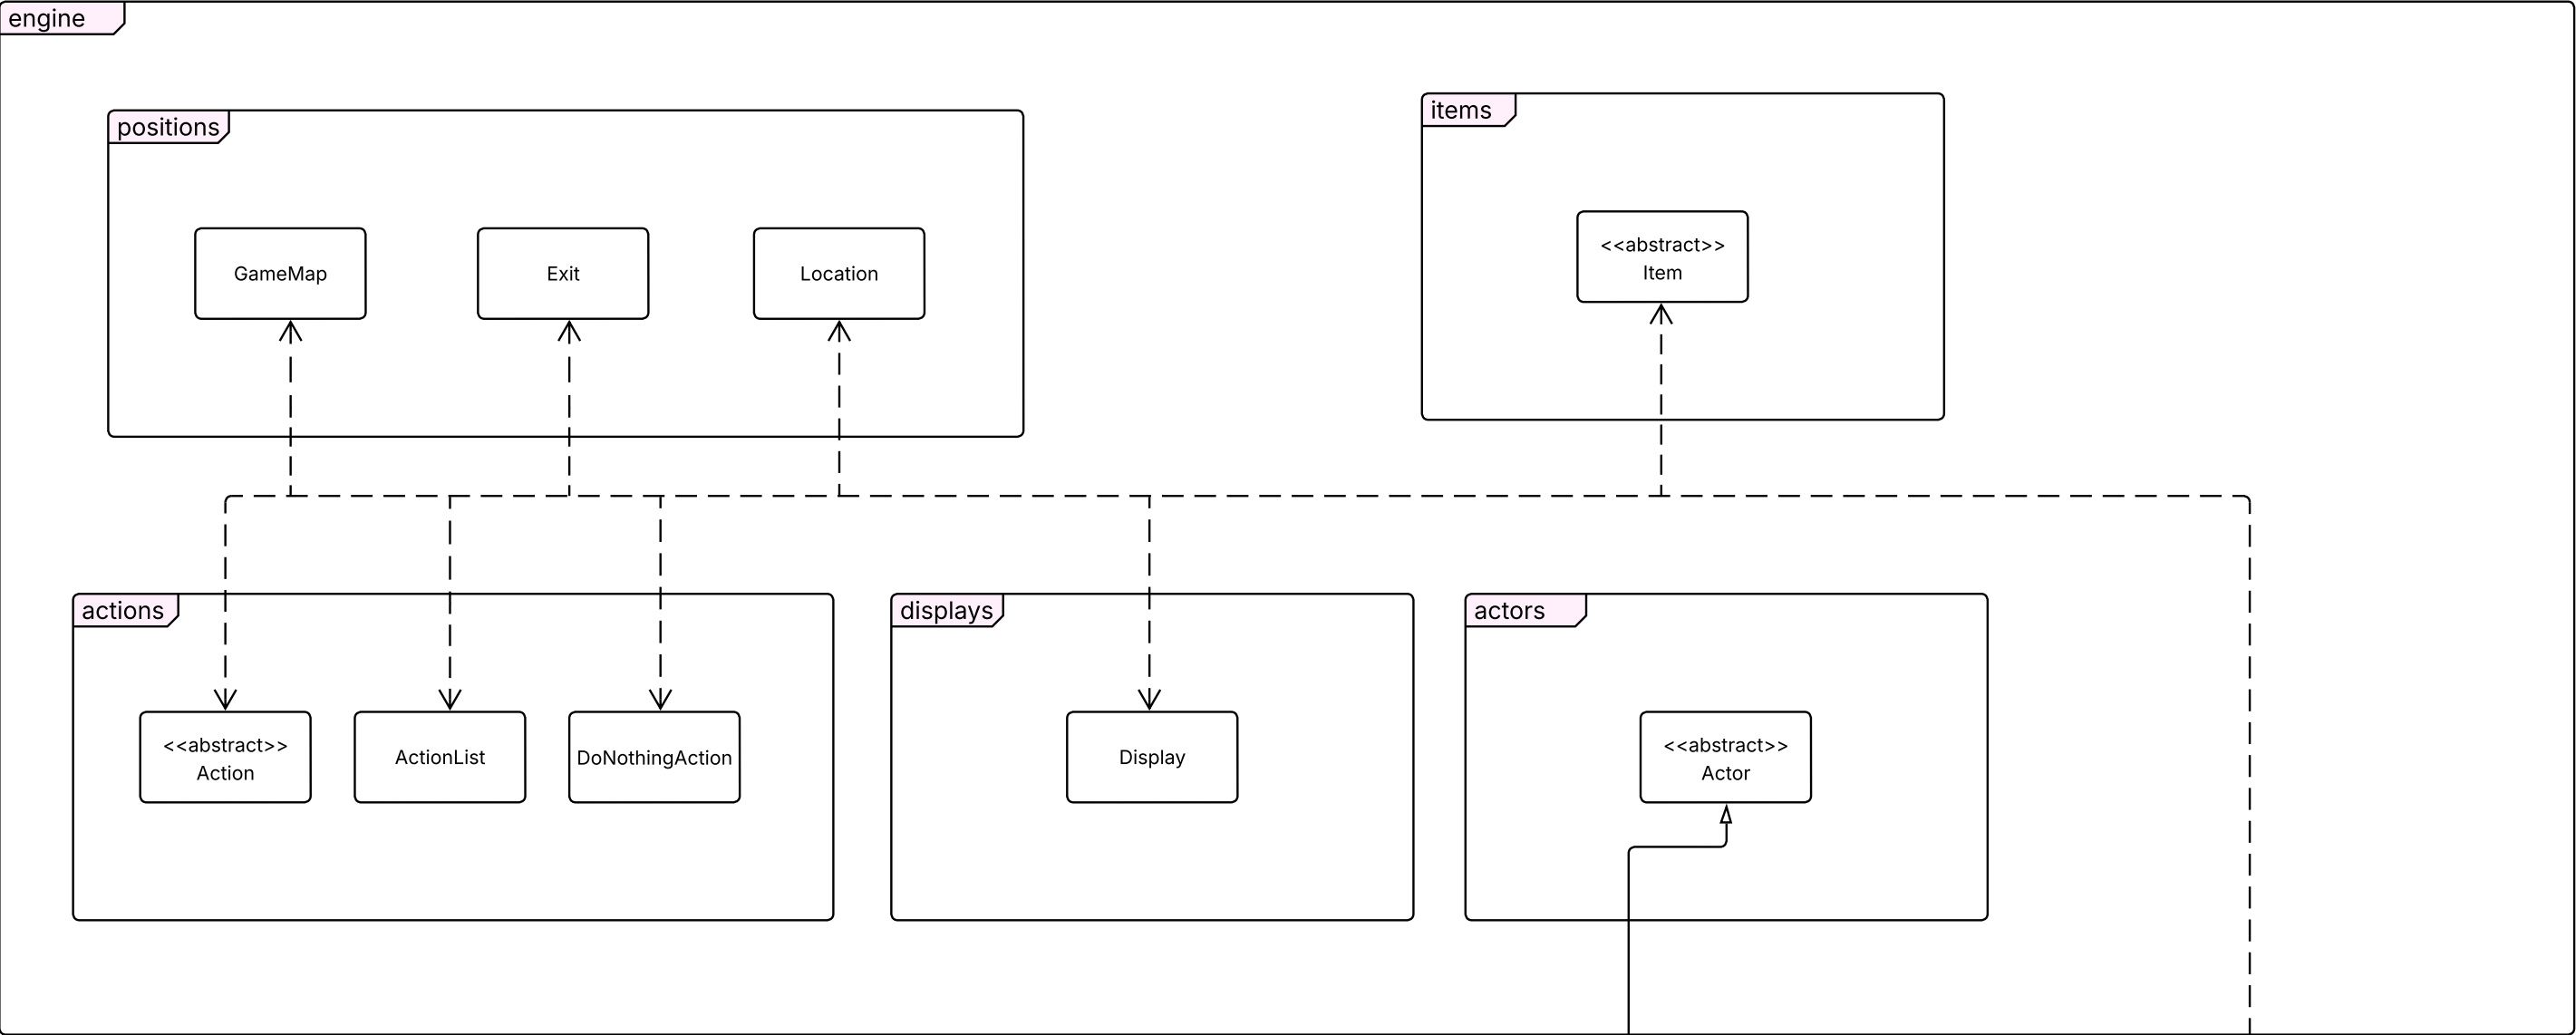 engine
positions
GameMap
Exit
Location
items
<<abstract>>
Item
actions
<<abstract>>
Action
ActionList
DoNothingAction
displays
Display
actors
<<abstract>>
Actor